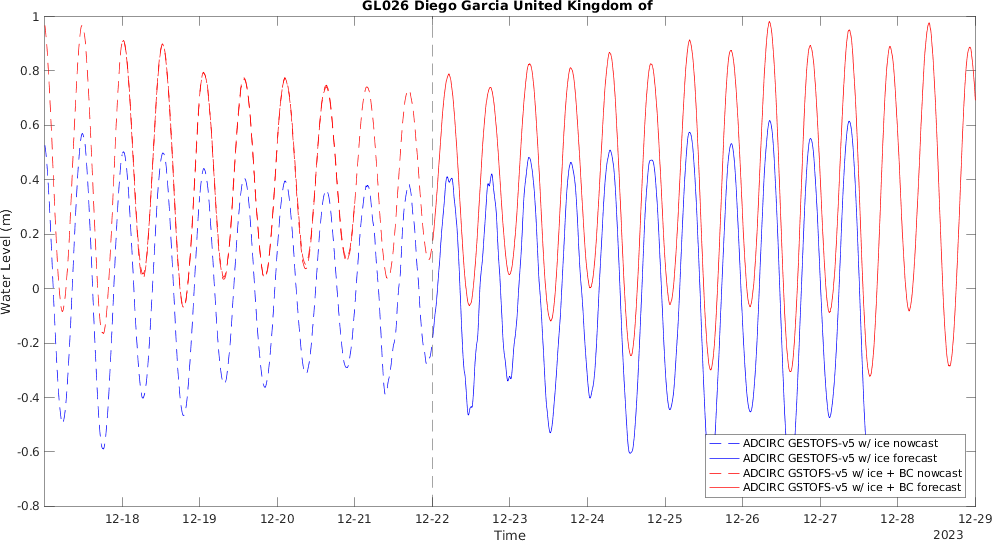 GL026 Diego Garcia United Kingdom of
1
0.8
0.6
0.4
0.2
0
-0.2
-0.4
-0.6
-0.8
Water Level (m)
12-18 12-19 12-20 12-21 12-22 12-23 12-24 12-25 12-26 12-27 12-28 12-29
Time
2023
ADCIRC GESTOFS-v5 w/ ice nowcast
ADCIRC GESTOFS-v5 w/ ice forecast
ADCIRC GSTOFS-v5 w/ ice + BC nowcast
ADCIRC GSTOFS-v5 w/ ice + BC forecast